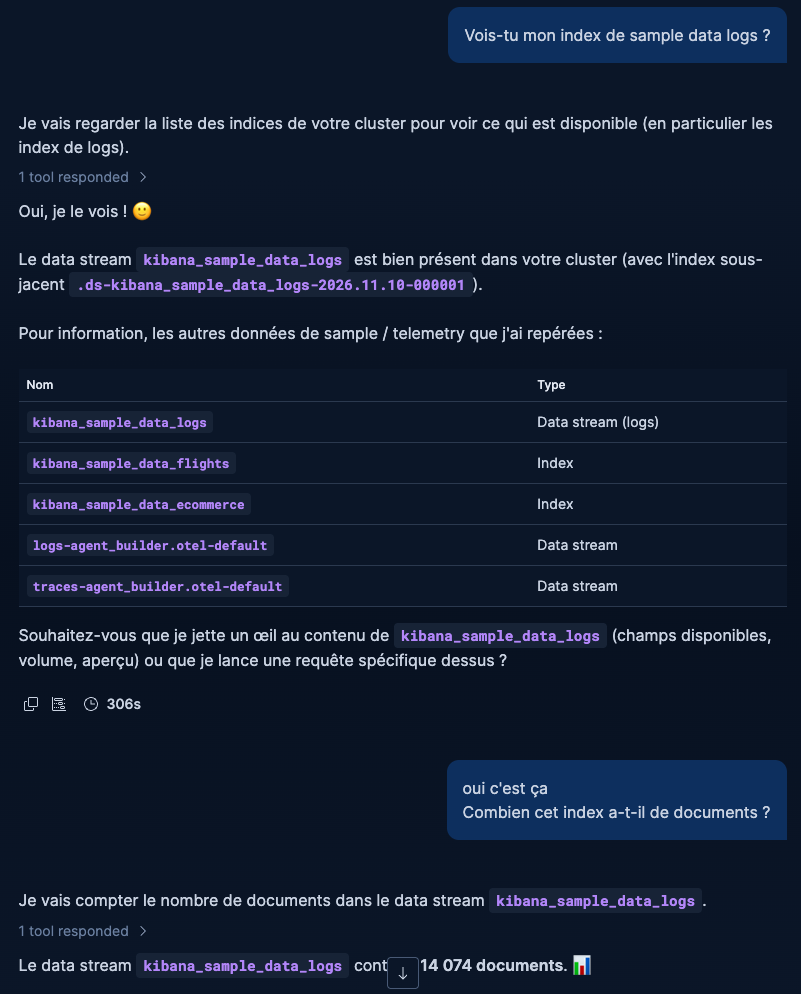 Vois-tu mon index de sample data logs ?
Je vais regarder la liste des indices de votre cluster pour voir ce qui est disponible (en particulier les
index de logs).
1 tool responded
Oui, je le vois ! 🙂
Le data stream kibana_sample_data_logs est bien présent dans votre cluster (avec l'index sous-
jacent .ds-kibana_sample_data_logs-2026.11.10-000001 ).
Pour information, les autres données de sample / telemetry que j'ai repérées :
Nom Type
kibana_sample_data_logs Data stream (logs)
kibana_sample_data_flights Index
kibana_sample_data_ecommerce Index
logs-agent_builder.otel-default Data stream
traces-agent_builder.otel-default Data stream
Souhaitez-vous que je jette un œil au contenu de kibana_sample_data_logs (champs disponibles,
volume, aperçu) ou que je lance une requête spécifique dessus ?
306s
oui c'est ça
Combien cet index a-t-il de documents ?
Je vais compter le nombre de documents dans le data stream kibana_sample_data_logs .
1 tool responded
Le data stream kibana_sample_data_logs cont 14 074 documents. 📊